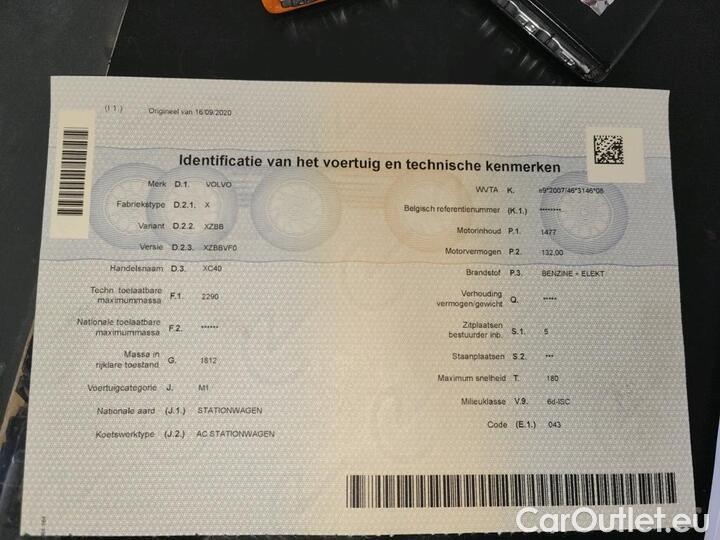 (I 1.)
Origineel van 16/09/2020
Identificatie van het voertuig en technische kenmerken
Merk D.1. VOLVO
Fabriekstype D.2.1. X
Variant D.2.2. XZBB
Versie D.2.3. XZBBVF0
Handelsnaam D.3. XC40
Techn. toelaatbare
maximummassa F.1. 2290
Nationale toelaatbare
maximummassa F.2. ******
Massa in
rijklare toestand G. 1812
Voertuigcategorie J. M1
Nationale aard (J.1.) STATIONWAGEN
Koetswerktype (J.2.) AC STATIONWAGEN
WVTA K. e9*2007/46*3146*08
Belgisch referentienummer (K.1.) ********
Motorinhoud P.1. 1477
Motorvermogen P.2. 132,00
Brandstof P.3. BENZINE + ELEKT
Verhouding
vermogen/gewicht Q. *****
Zitplaatsen
bestuurder inb. S.1. 5
Staanplaatsen S.2. ***
Maximum snelheid T. 180
Milieuklasse V.9. 6d-ISC
Code (E.1.) 043
CarOutlet.eu